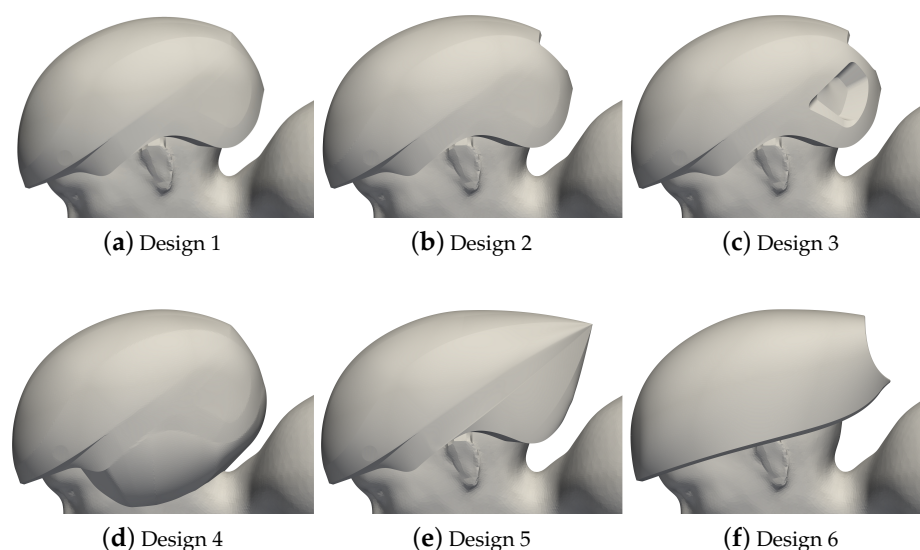 (a) Design 1
(b) Design 2
(c) Design 3
(d) Design 4
(e) Design 5
(f) Design 6